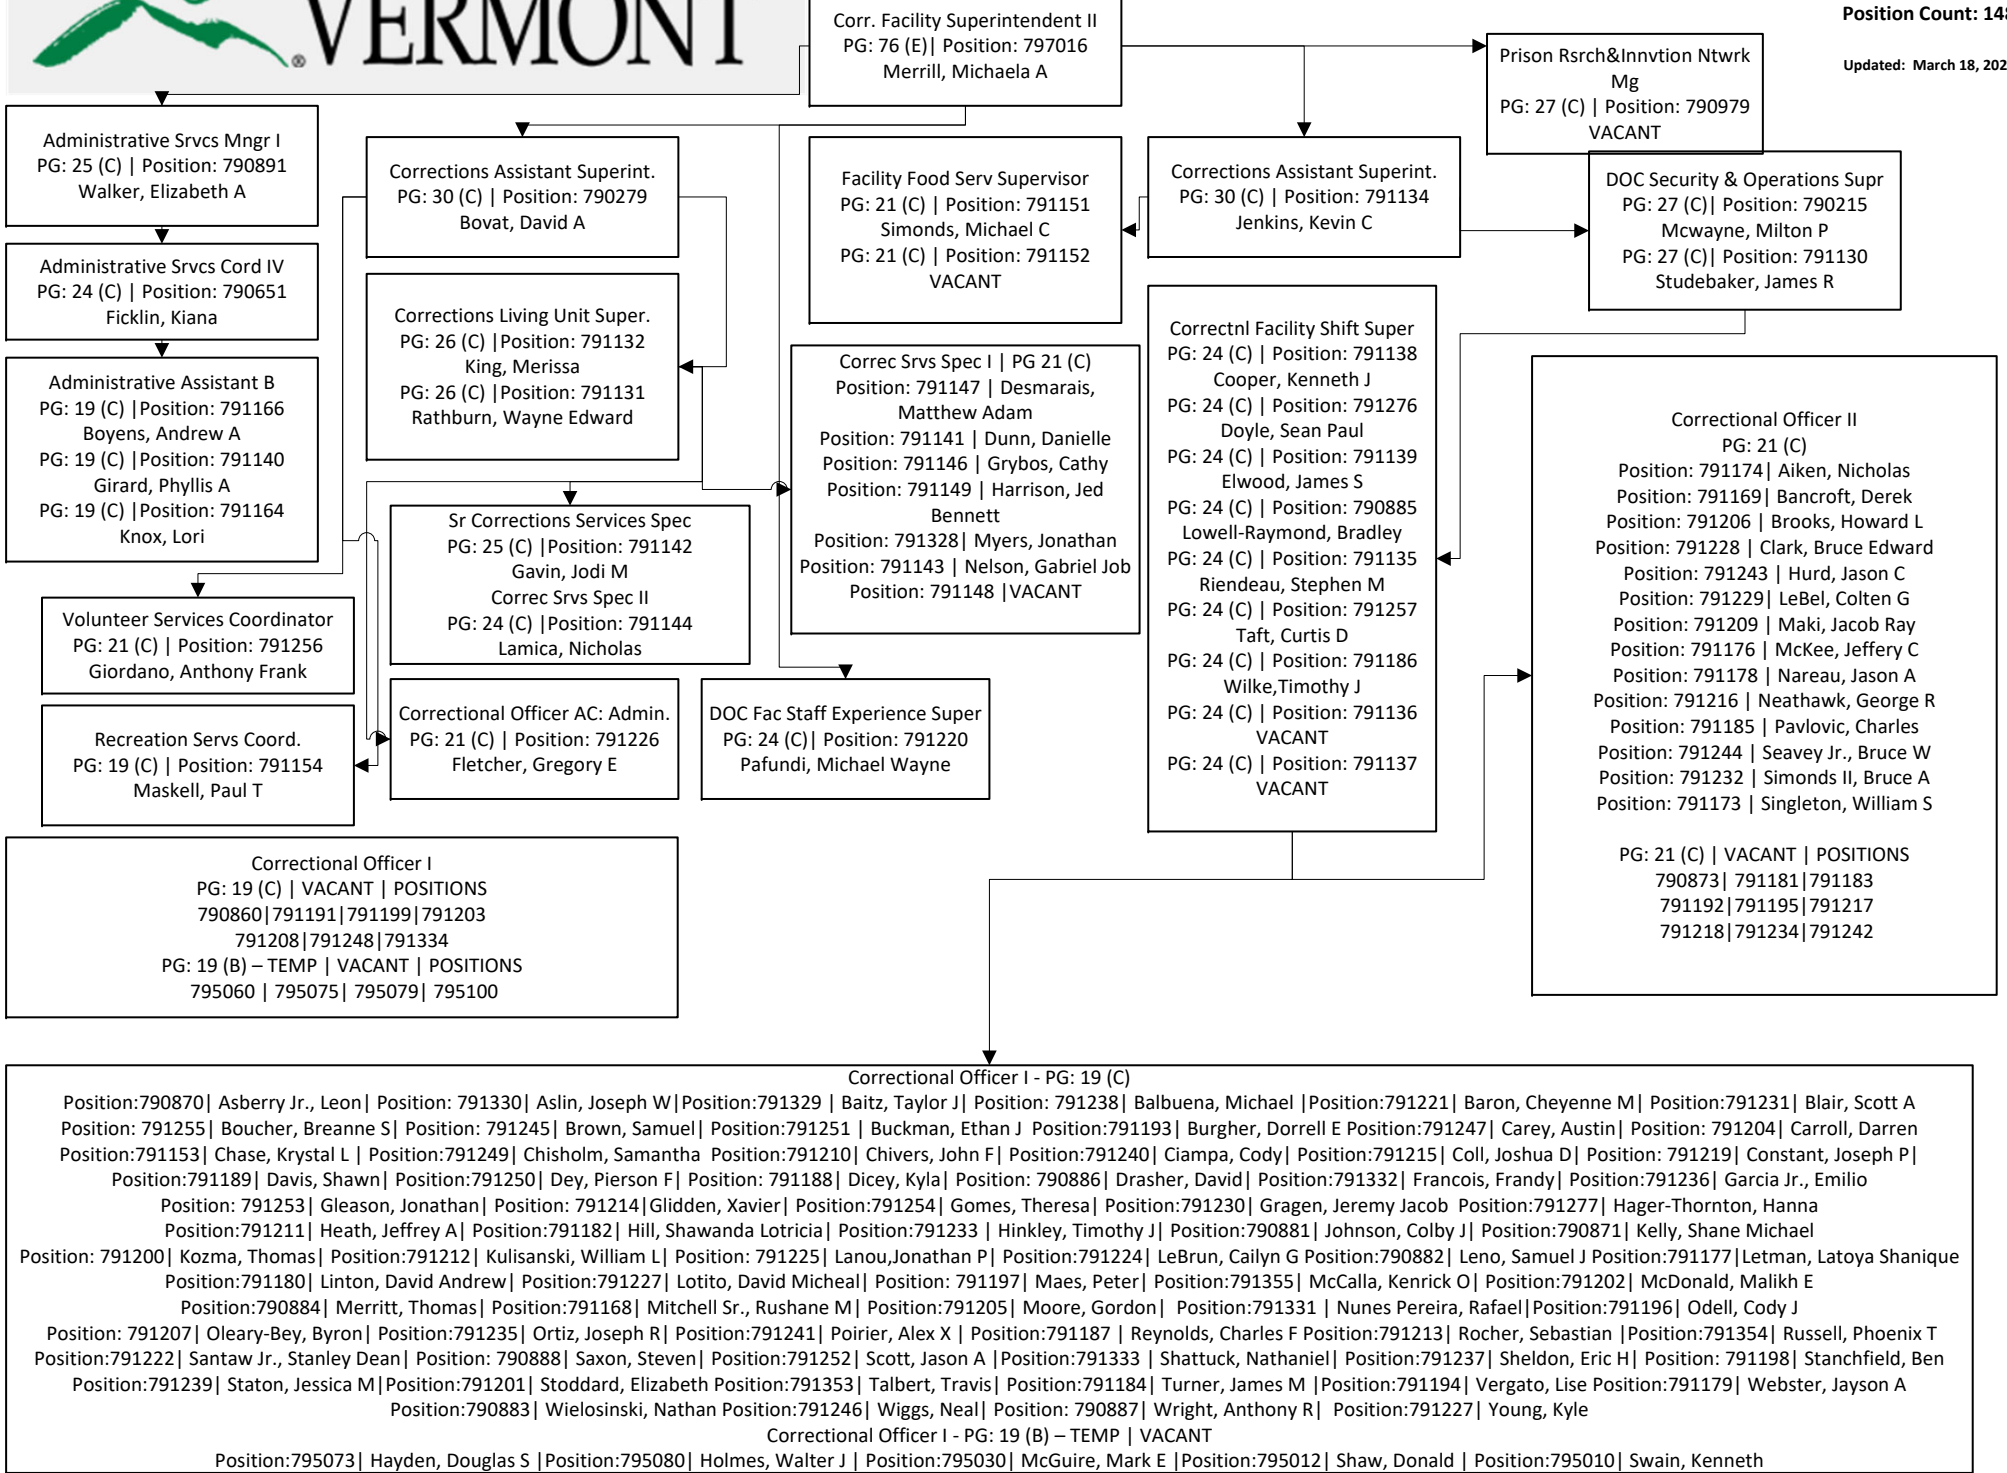 VERMONT
®
Corr. Facility Superintendent II
PG: 76 (E)| Position: 797016
Merrill, Michaela A
Position Count: 148
Updated: March 18, 202
Prison Rsrch&Innvtion Ntwrk
Mg
PG: 27 (C) | Position: 790979
VACANT
Administrative Srvcs Mngr I
PG: 25 (C) | Position: 790891
Walker, Elizabeth A
Corrections Assistant Superint.
PG: 30 (C) | Position: 790279
Bovat, David A
Facility Food Serv Supervisor
PG: 21 (C) | Position: 791151
Simonds, Michael C
PG: 21 (C) | Position: 791152
VACANT
Corrections Assistant Superint.
PG: 30 (C) | Position: 791134
Jenkins, Kevin C
DOC Security & Operations Supr
PG: 27 (C)| Position: 790215
Mcwayne, Milton P
PG: 27 (C)| Position: 791130
Studebaker, James R
Administrative Srvcs Cord IV
PG: 24 (C) | Position: 790651
Ficklin, Kiana
Corrections Living Unit Super.
PG: 26 (C) |Position: 791132
King, Merissa
PG: 26 (C) |Position: 791131
Rathburn, Wayne Edward
Administrative Assistant B
PG: 19 (C) |Position: 791166
Boyens, Andrew A
PG: 19 (C) |Position: 791140
Girard, Phyllis A
PG: 19 (C) |Position: 791164
Knox, Lori
Correc Srvs Spec I | PG 21 (C)
Position: 791147 | Desmarais,
Matthew Adam
Position: 791141 | Dunn, Danielle
Position: 791146 | Grybos, Cathy
Position: 791149 | Harrison, Jed
Bennett
Position: 791328| Myers, Jonathan
Position: 791143 | Nelson, Gabriel Job
Position: 791148 |VACANT
Correctnl Facility Shift Super
PG: 24 (C) | Position: 791138
Cooper, Kenneth J
PG: 24 (C) | Position: 791276
Doyle, Sean Paul
PG: 24 (C) | Position: 791139
Elwood, James S
PG: 24 (C) | Position: 790885
Lowell-Raymond, Bradley
PG: 24 (C) | Position: 791135
Riendeau, Stephen M
PG: 24 (C) | Position: 791257
Taft, Curtis D
PG: 24 (C) | Position: 791186
Wilke,Timothy J
PG: 24 (C) | Position: 791136
VACANT
PG: 24 (C) | Position: 791137
VACANT
Correctional Officer II
PG: 21 (C)
Position: 791174| Aiken, Nicholas
Position: 791169| Bancroft, Derek
Position: 791206 | Brooks, Howard L
Position: 791228 | Clark, Bruce Edward
Position: 791243 | Hurd, Jason C
Position: 791229| LeBel, Colten G
Position: 791209 | Maki, Jacob Ray
Position: 791176 | McKee, Jeffery C
Position: 791178 | Nareau, Jason A
Position: 791216 | Neathawk, George R
Position: 791185 | Pavlovic, Charles
Position: 791244 | Seavey Jr., Bruce W
Position: 791232 | Simonds II, Bruce A
Position: 791173 | Singleton, William S
PG: 21 (C) | VACANT | POSITIONS
790873| 791181|791183
791192|791195|791217
791218|791234|791242
Sr Corrections Services Spec
PG: 25 (C) |Position: 791142
Gavin, Jodi M
Correc Srvs Spec II
PG: 24 (C) |Position: 791144
Lamica, Nicholas
Volunteer Services Coordinator
PG: 21 (C) | Position: 791256
Giordano, Anthony Frank
Recreation Servs Coord.
PG: 19 (C) | Position: 791154
Maskell, Paul T
Correctional Officer AC: Admin.
PG: 21 (C) | Position: 791226
Fletcher, Gregory E
DOC Fac Staff Experience Super
PG: 24 (C)| Position: 791220
Pafundi, Michael Wayne
Correctional Officer I
PG: 19 (C) | VACANT | POSITIONS
790860|791191|791199|791203
791208|791248|791334
PG: 19 (B) – TEMP | VACANT | POSITIONS
795060 | 795075| 795079| 795100
Correctional Officer I - PG: 19 (C)
Position:790870| Asberry Jr., Leon| Position: 791330| Aslin, Joseph W|Position:791329 | Baitz, Taylor J| Position: 791238| Balbuena, Michael |Position:791221| Baron, Cheyenne M| Position:791231| Blair, Scott A
Position: 791255| Boucher, Breanne S| Position: 791245| Brown, Samuel| Position:791251 | Buckman, Ethan J Position:791193| Burgher, Dorrell E Position:791247| Carey, Austin| Position: 791204| Carroll, Darren
Position:791153| Chase, Krystal L | Position:791249| Chisholm, Samantha Position:791210| Chivers, John F| Position:791240| Ciampa, Cody| Position:791215| Coll, Joshua D| Position: 791219| Constant, Joseph P|
Position:791189| Davis, Shawn| Position:791250| Dey, Pierson F| Position: 791188| Dicey, Kyla| Position: 790886| Drasher, David| Position:791332| Francois, Frandy| Position:791236| Garcia Jr., Emilio
Position: 791253| Gleason, Jonathan| Position: 791214|Glidden, Xavier| Position:791254| Gomes, Theresa| Position:791230| Gragen, Jeremy Jacob Position:791277| Hager-Thornton, Hanna
Position:791211| Heath, Jeffrey A| Position:791182| Hill, Shawanda Lotricia| Position:791233 | Hinkley, Timothy J| Position:790881| Johnson, Colby J| Position:790871| Kelly, Shane Michael
Position: 791200| Kozma, Thomas| Position:791212| Kulisanski, William L| Position: 791225| Lanou,Jonathan P| Position:791224| LeBrun, Cailyn G Position:790882| Leno, Samuel J Position:791177|Letman, Latoya Shanique
Position:791180| Linton, David Andrew| Position:791227| Lotito, David Micheal| Position: 791197| Maes, Peter| Position:791355| McCalla, Kenrick O| Position:791202| McDonald, Malikh E
Position:790884| Merritt, Thomas| Position:791168| Mitchell Sr., Rushane M| Position:791205| Moore, Gordon| Position:791331 | Nunes Pereira, Rafael|Position:791196| Odell, Cody J
Position: 791207| Oleary-Bey, Byron| Position:791235| Ortiz, Joseph R| Position:791241| Poirier, Alex X | Position:791187 | Reynolds, Charles F Position:791213| Rocher, Sebastian |Position:791354| Russell, Phoenix T
Position:791222| Santaw Jr., Stanley Dean| Position: 790888| Saxon, Steven| Position:791252| Scott, Jason A |Position:791333 | Shattuck, Nathaniel| Position:791237| Sheldon, Eric H| Position: 791198| Stanchfield, Ben
Position:791239| Staton, Jessica M|Position:791201| Stoddard, Elizabeth Position:791353| Talbert, Travis| Position:791184| Turner, James M |Position:791194| Vergato, Lise Position:791179| Webster, Jayson A
Position:790883| Wielosinski, Nathan Position:791246| Wiggs, Neal| Position: 790887| Wright, Anthony R| Position:791227| Young, Kyle
Correctional Officer I - PG: 19 (B) – TEMP | VACANT
Position:795073| Hayden, Douglas S |Position:795080| Holmes, Walter J | Position:795030| McGuire, Mark E |Position:795012| Shaw, Donald | Position:795010| Swain, Kenneth